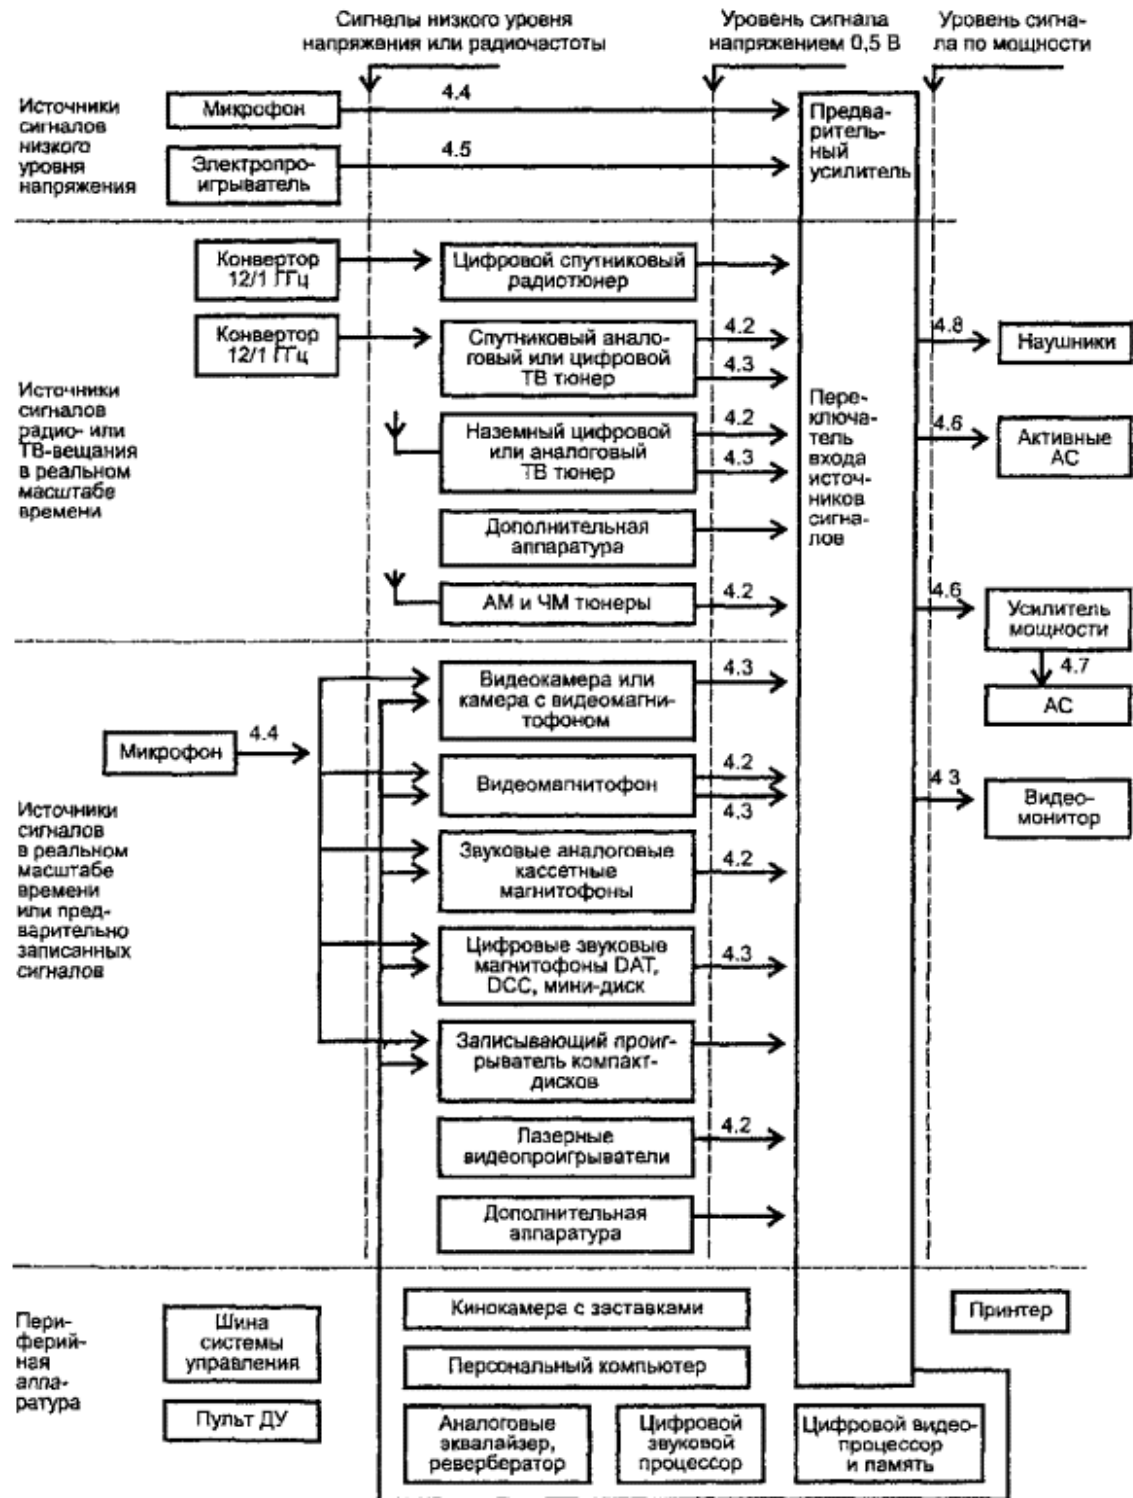 Сигналы низкого уровня
напряжения или радиочастоты
Уровень сигнала
напряжением 0,5 В
Уровень сигна-
ла по мощности
Источники
сигналов
низкого
уровня
напряжения
Микрофон
4.4
Электропро-
игрыватель
4.5
Предва-
ритель-
ный
усилитель
Конвертор
12/1 ГГц
Цифровой спутниковый
радиотюнер
Конвертор
12/1 ГГц
Спутниковый анало-
говый или цифровой
ТВ тюнер
4.2
4.3
4.8
Наушники
Источники
сигналов
радио- или
ТВ-вещания
в реальном
масштабе
времени
Наземный цифровой
или аналоговый
ТВ тюнер
4.2
4.3
Пере-
ключа-
тель
входа
источ-
ников
сигна-
лов
4.6
Активные
АС
Дополнительная
аппаратура
АМ и ЧМ тюнеры
4.2
4.6
Усилитель
мощности
4.7
АС
Видеокамера или
камера с видеомагни-
тофоном
4.3
Микрофон
4.4
Видеомагнитофон
4.2
4.3
4 3
Видео-
монитор
Источники
сигналов
в реальном
масштабе
времени
или пред-
варительно
записанных
сигналов
Звуковые аналоговые
кассетные
магнитофоны
4.2
Цифровые звуковые
магнитофоны DAT,
DCC, мини-диск
4.3
Записывающий проиг-
рыватель компакт-
дисков
Лазерные
видеопроигрыватели
4.2
Дополнительная
аппаратура
Пери-
ферий-
ная
аппа-
ратура
Шина
системы
управления
Пульт ДУ
Кинокамера с заставками
Персональный компьютер
Принтер
Аналоговые
эквалайзер,
ревербератор
Цифровой
звуковой
процессор
Цифровой видео-
процессор
и память